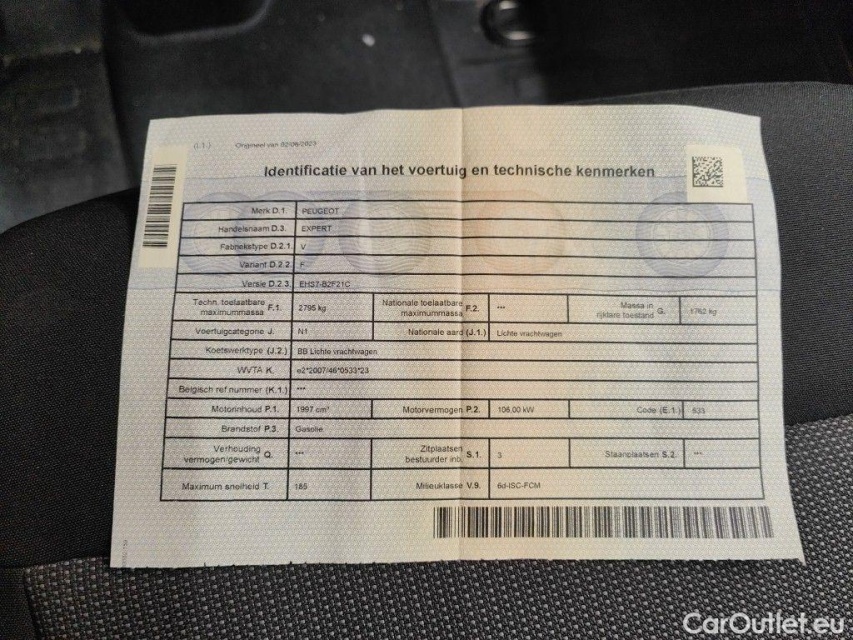 (I.1.) Origineel van 02/06/2023
Identificatie van het voertuig en technische kenmerken
Merk D.1. PEUGEOT
Handelsnaam D.3. EXPERT
Fabriekstype D.2.1. V
Variant D.2.2. F
Versie D.2.3. EHS7-B2F21C
Techn. toelaatbare maximummassa F.1. 2795 kg Nationale toelaatbare maximummassa F.2. --- Massa in rijklare toestand G. 1762 kg
Voertuigcategorie J. N1 Nationale aard (J.1.) Lichte vrachtwagen
Koetswerktype (J.2.) BB Lichte vrachtwagen
WVTA K. e2*2007/46*0533*23
Belgisch ref.nummer (K.1.) ---
Motorinhoud P.1. 1997 cm³ Motorvermogen P.2. 106,00 kW Code (E.1.) 633
Brandstof P.3. Gasolie
Verhouding vermogen/gewicht Q. --- Zitplaatsen bestuurder inb. S.1. 3 Staanplaatsen S.2. ---
Maximum snelheid T. 185 Milieuklasse V.9. 6d-ISC-FCM
CarOutlet.eu